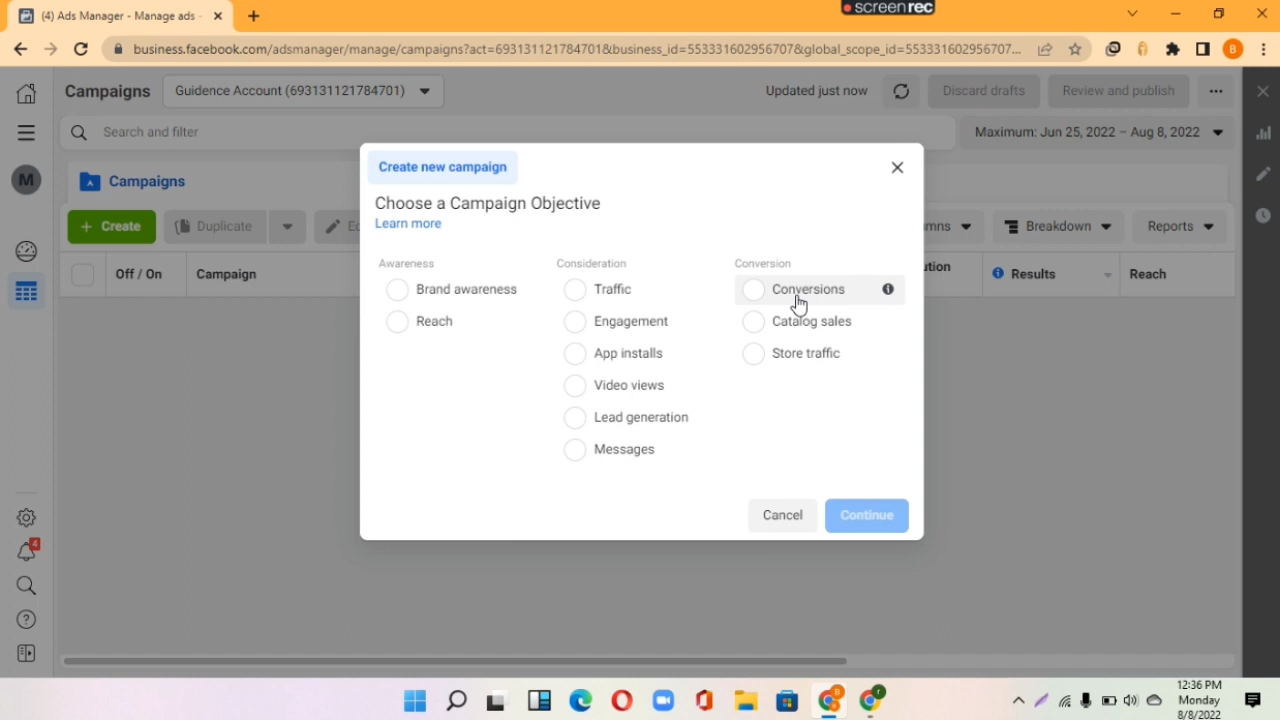 (4) Ads Manager - Manage ads -
screenrec
B
business.facebook.com/adsmanager/manage/campaigns?act=693131121784701&business_id=553331602956707&global_scope_id=553331602956707...
Campaigns
Guidence Account (693131121784701)
Updated just now
Discard drafts
Review and publish
Search and filter
Maximum: Jun 25, 2022 – Aug 8, 2022
M
Campaigns
+ Create
Duplicate
Breakdown
Reports
Off / On
Campaign
Results
Reach
Create new campaign
Choose a Campaign Objective
Learn more
Awareness
Brand awareness
Reach
Consideration
Traffic
Engagement
App installs
Video views
Lead generation
Messages
Conversion
Conversions
Catalog sales
Store traffic
Cancel
Continue
4
12:36 PM
Monday
8/8/2022